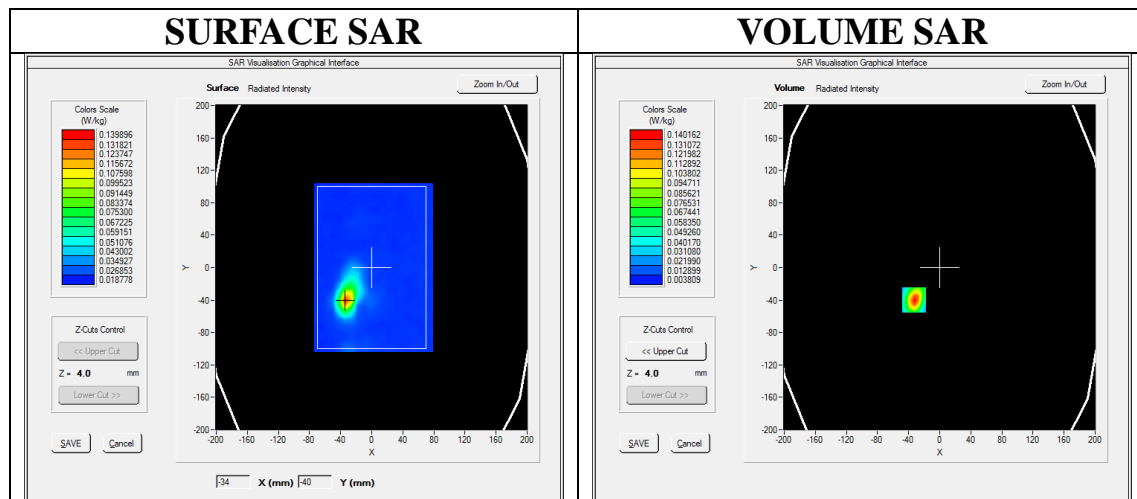 SURFACE SAR
SAR Visualisation Graphical Interface
Surface Radiated Intensity
Zoom In/Out
Colors Scale
(W/kg)
0.139896
0.131821
0.123747
0.115672
0.107598
0.099523
0.091449
0.083374
0.075300
0.067225
0.059151
0.051076
0.043002
0.034927
0.026853
0.018778
Z-Cuts Control
<< Upper Cut
Z = 4.0 mm
Lower Cut >>
SAVE Cancel
200
160
120
80
40
0
-40
-80
-120
-160
-200
Y
-200 -160 -120 -80 -40 0 40 80 120 160 200
X
-34 X (mm) -40 Y (mm)
VOLUME SAR
SAR Visualisation Graphical Interface
Volume Radiated Intensity
Zoom In/Out
Colors Scale
(W/kg)
0.140162
0.131072
0.121982
0.112892
0.103802
0.094711
0.085621
0.076531
0.067441
0.058350
0.049260
0.040170
0.031080
0.021990
0.012899
0.003809
Z-Cuts Control
<< Upper Cut
Z = 4.0 mm
Lower Cut >>
SAVE Cancel
200
160
120
80
40
0
-40
-80
-120
-160
-200
Y
-200 -160 -120 -80 -40 0 40 80 120 160 200
X